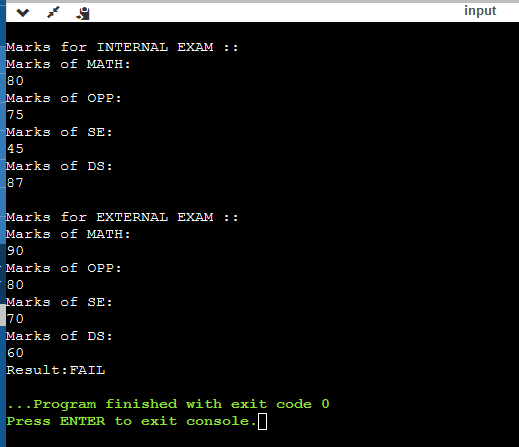 input
Marks for INTERNAL EXAM ::
Marks of MATH:
80
Marks of OPP:
75
Marks of SE:
45
Marks of DS:
87
Marks for EXTERNAL EXAM ::
Marks of MATH:
90
Marks of OPP:
80
Marks of SE:
70
Marks of DS:
60
Result:FAIL
...Program finished with exit code 0
Press ENTER to exit console.